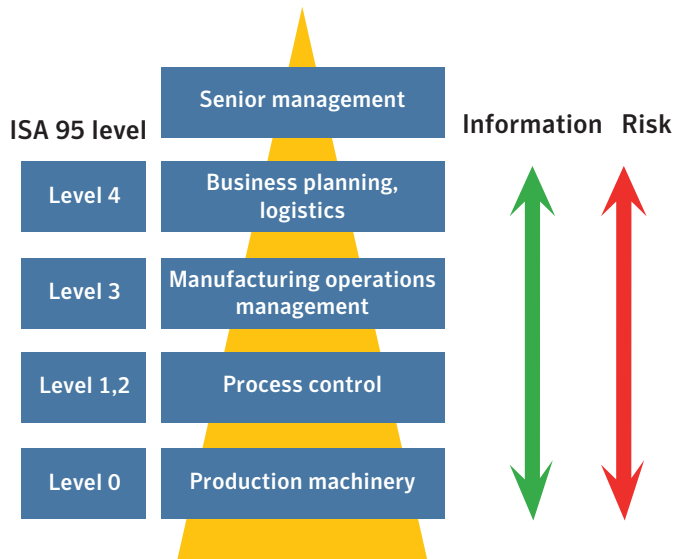 Senior management
ISA 95 level
Information Risk
Level 4
Business planning,
logistics
Level 3
Manufacturing operations
management
Level 1,2
Process control
Level 0
Production machinery